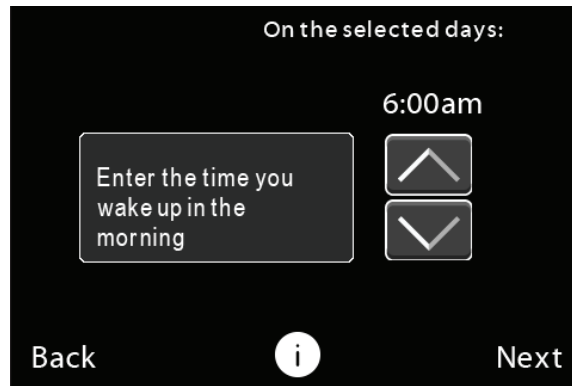 On the selected days:
6:00am
Enter the time you
wake up in the
morning
Back
i
Next